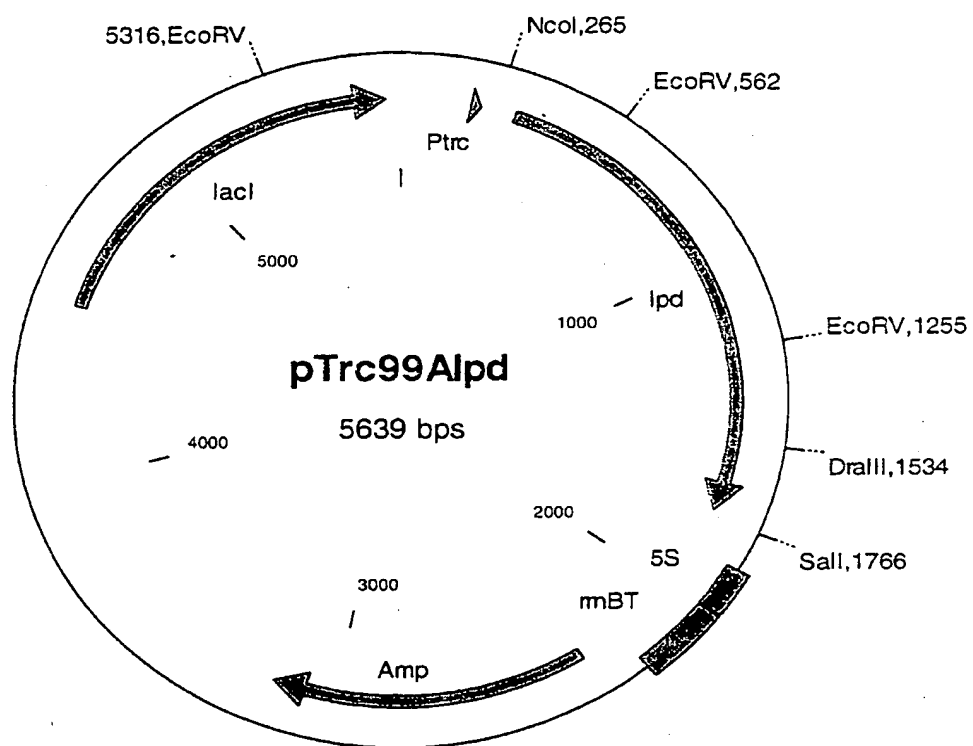 NcoI,265
5316,EcoRV
EcoRV,562
Ptrc
lacI
1
5000
lpd
1000
EcoRV,1255
pTrc99Alpd
5639 bps
4000
DraIII,1534
2000
5S
SalI,1766
rrnBT
3000
Amp